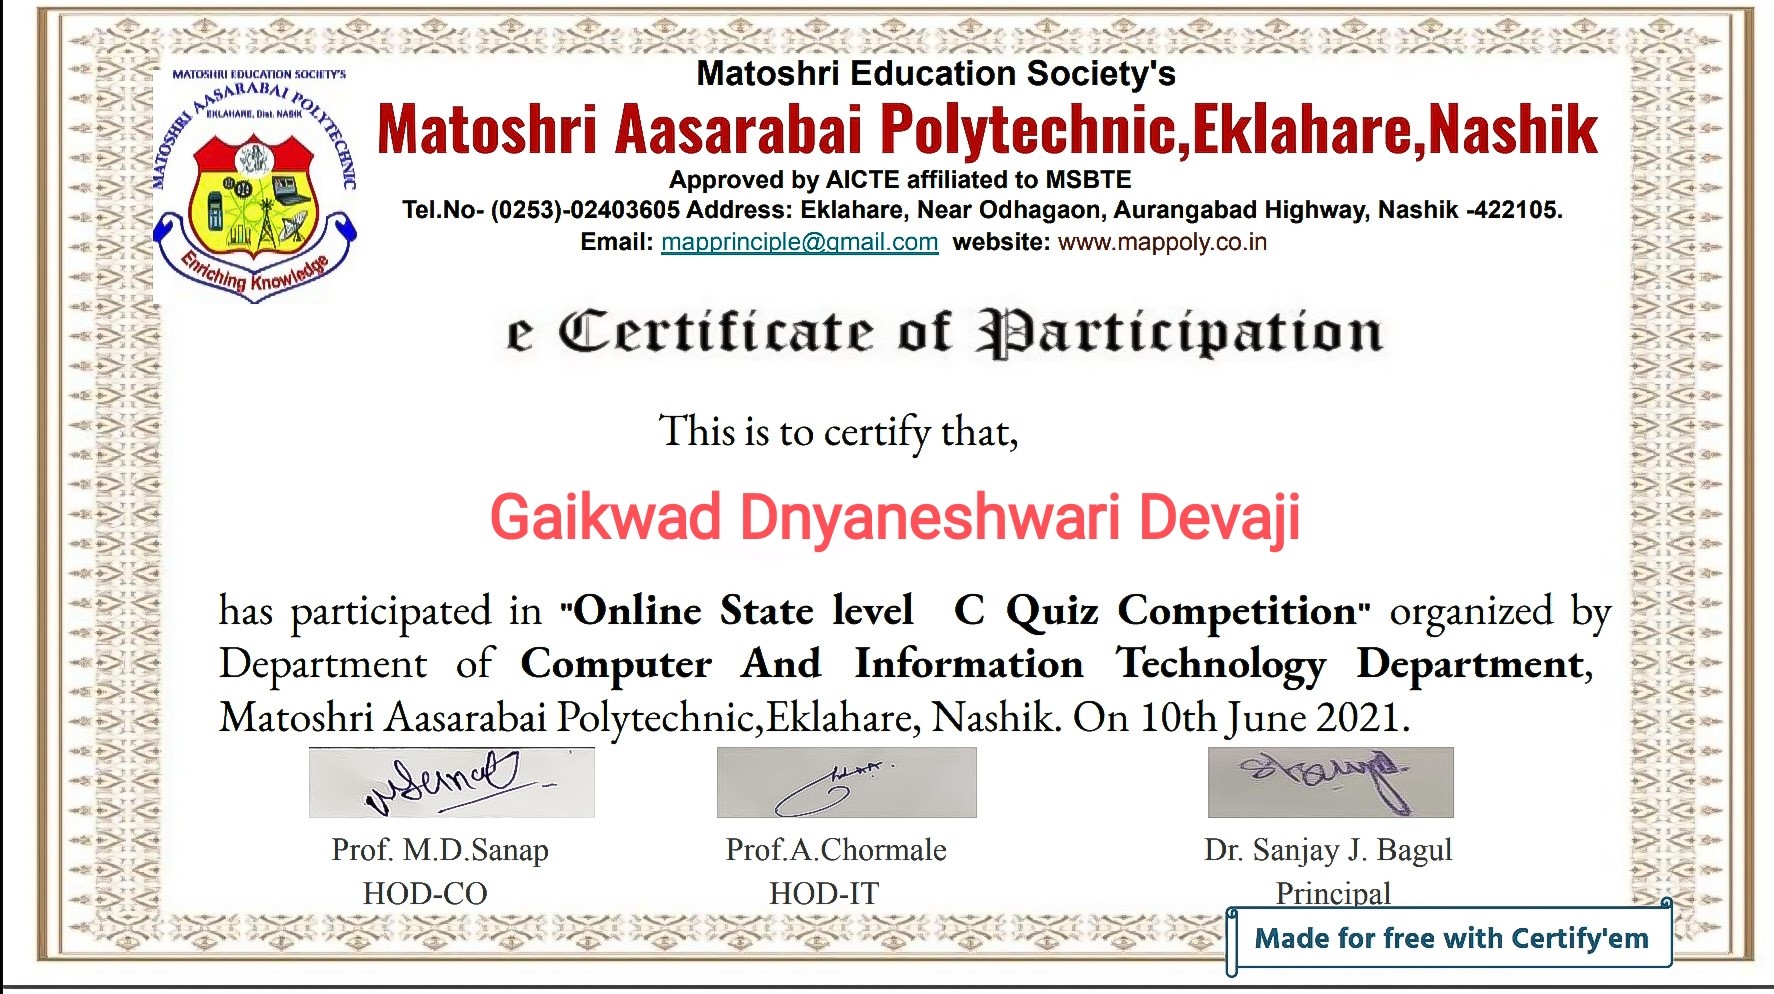 MATOSHRI EDUCATION SOCIETY'S
MATOSHRI AASARABAI POLYTECHNIC
EKLAHARE, Dist. NASIK
Enriching Knowledge
Matoshri Education Society's
Matoshri Aasarabai Polytechnic,Eklahare,Nashik
Approved by AICTE affiliated to MSBTE
Tel.No- (0253)-02403605 Address: Eklahare, Near Odhagaon, Aurangabad Highway, Nashik -422105.
Email: mapprinciple@gmail.com website: www.mappoly.co.in
e Certificate of Participation
This is to certify that,
Gaikwad Dnyaneshwari Devaji
has participated in "Online State level C Quiz Competition" organized by
Department of Computer And Information Technology Department,
Matoshri Aasarabai Polytechnic,Eklahare, Nashik. On 10th June 2021.
Prof. M.D.Sanap Prof.A.Chormale Dr. Sanjay J. Bagul
HOD-CO HOD-IT Principal
Made for free with Certify'em